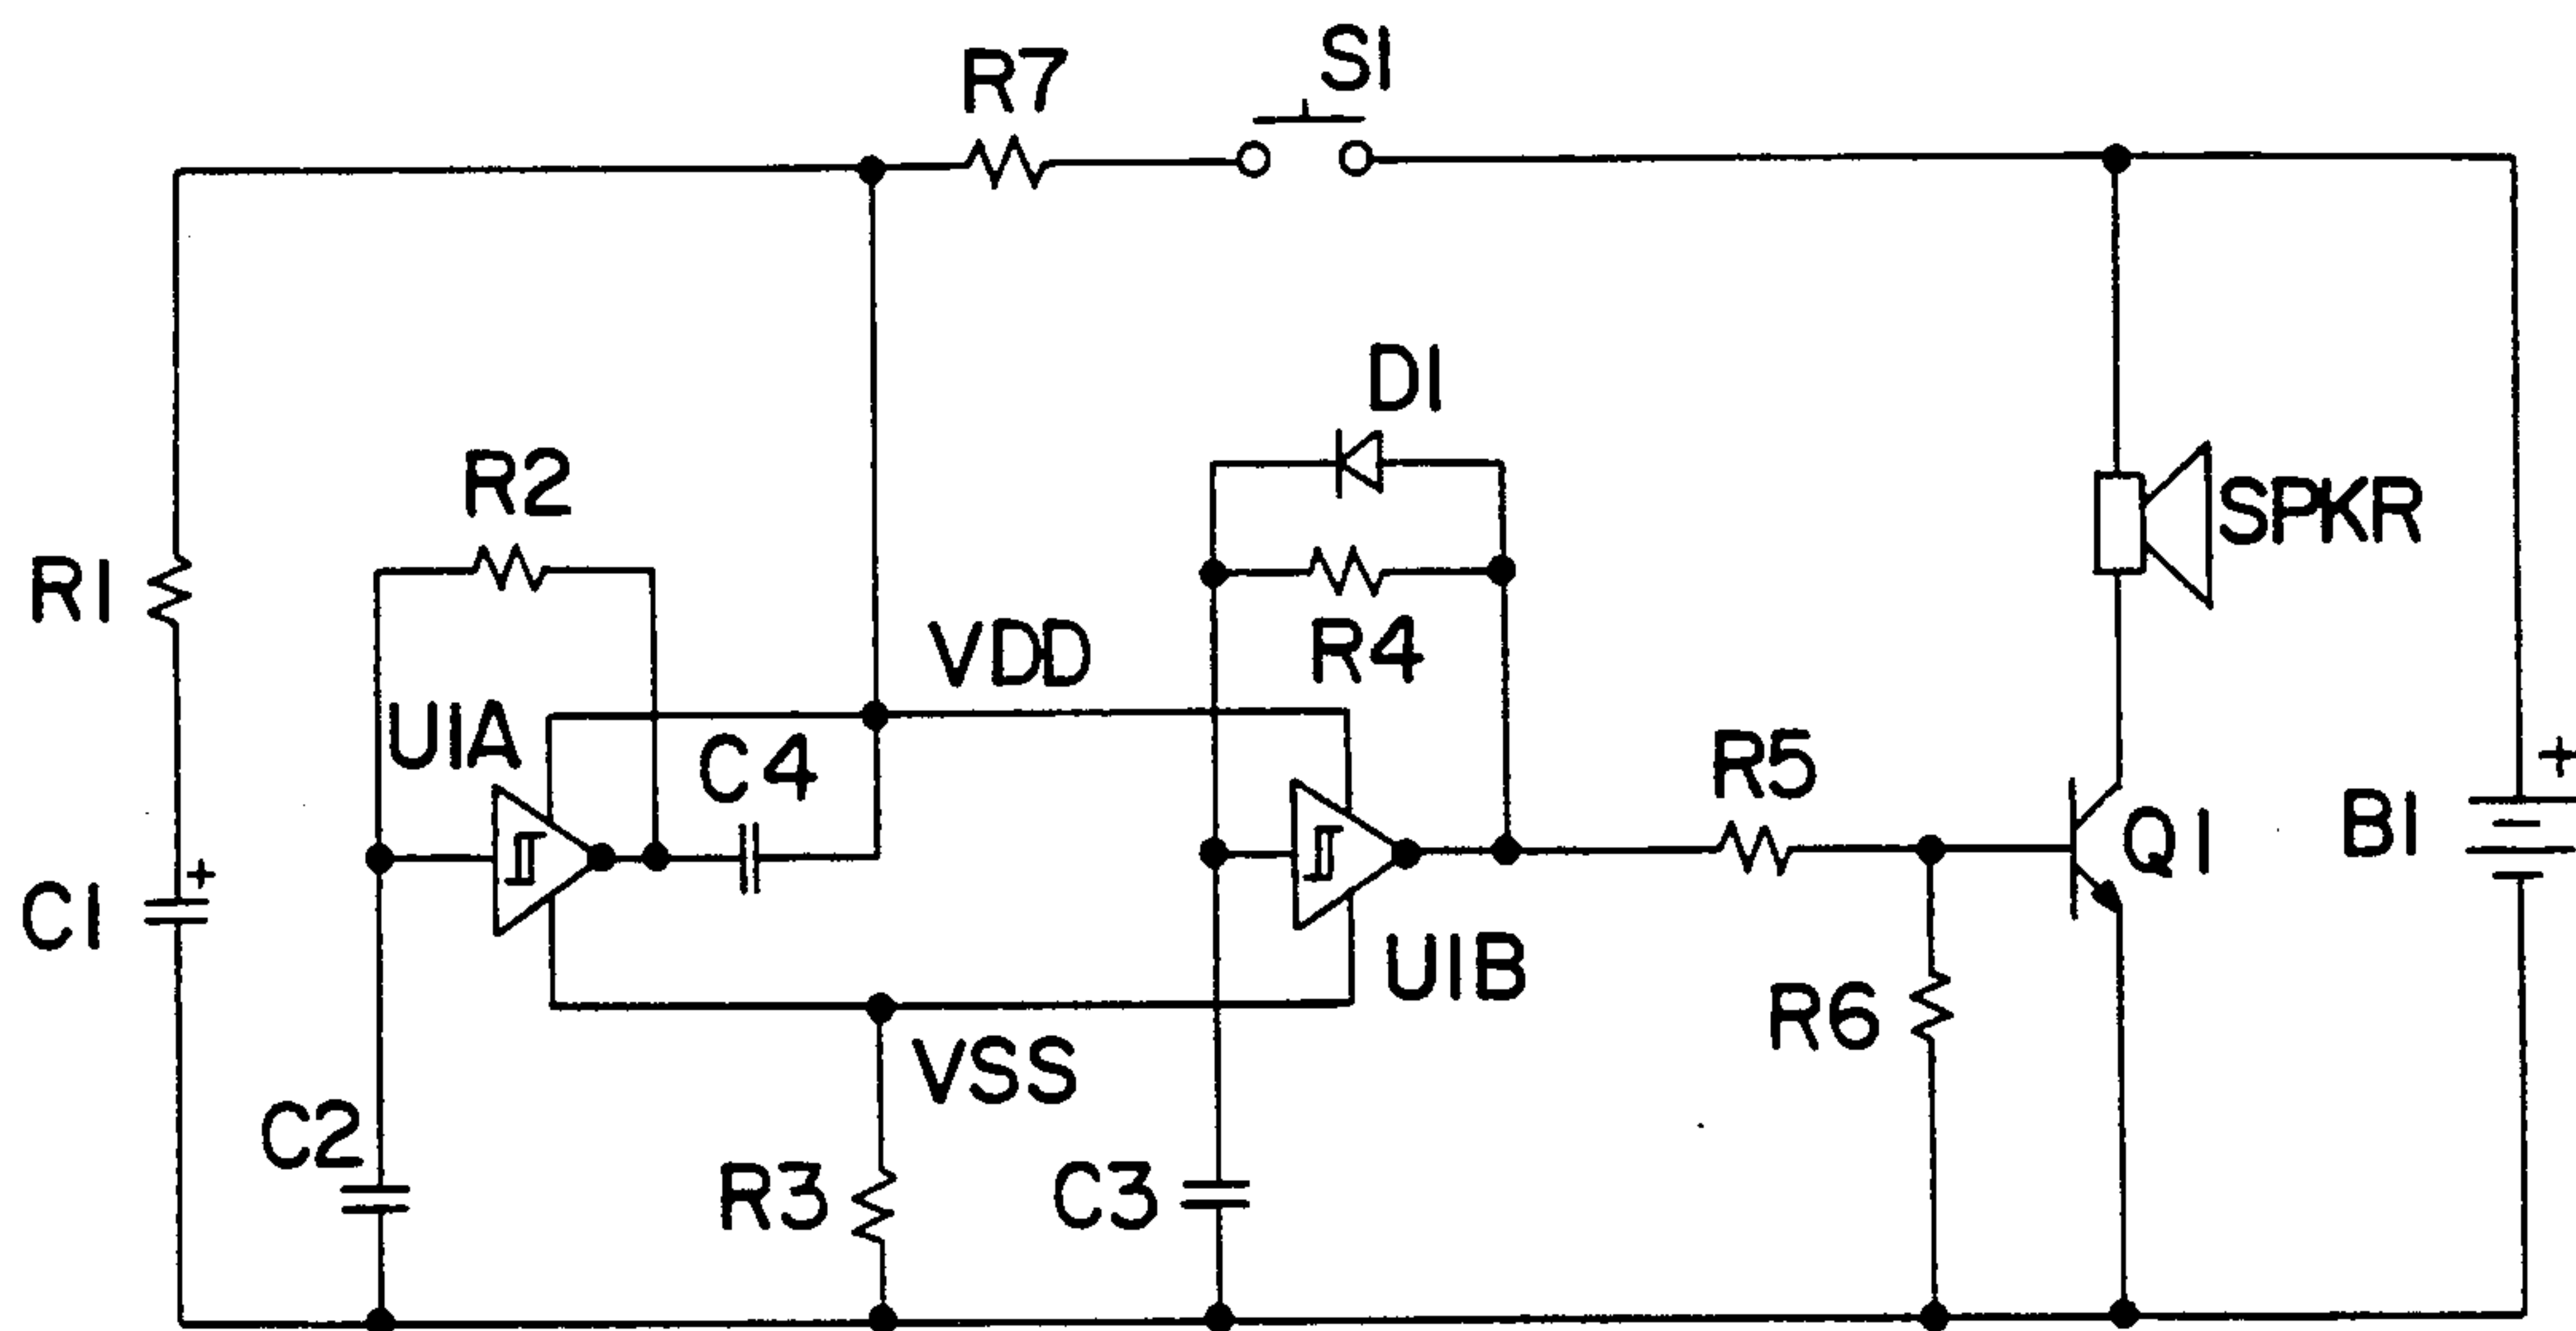 S1
R7
D1
R2
SPKR
R1
R4
VDD
U1A
C4
R5
+
B1
Q1
+
C1
U1B
R6
VSS
C2
R3
C3